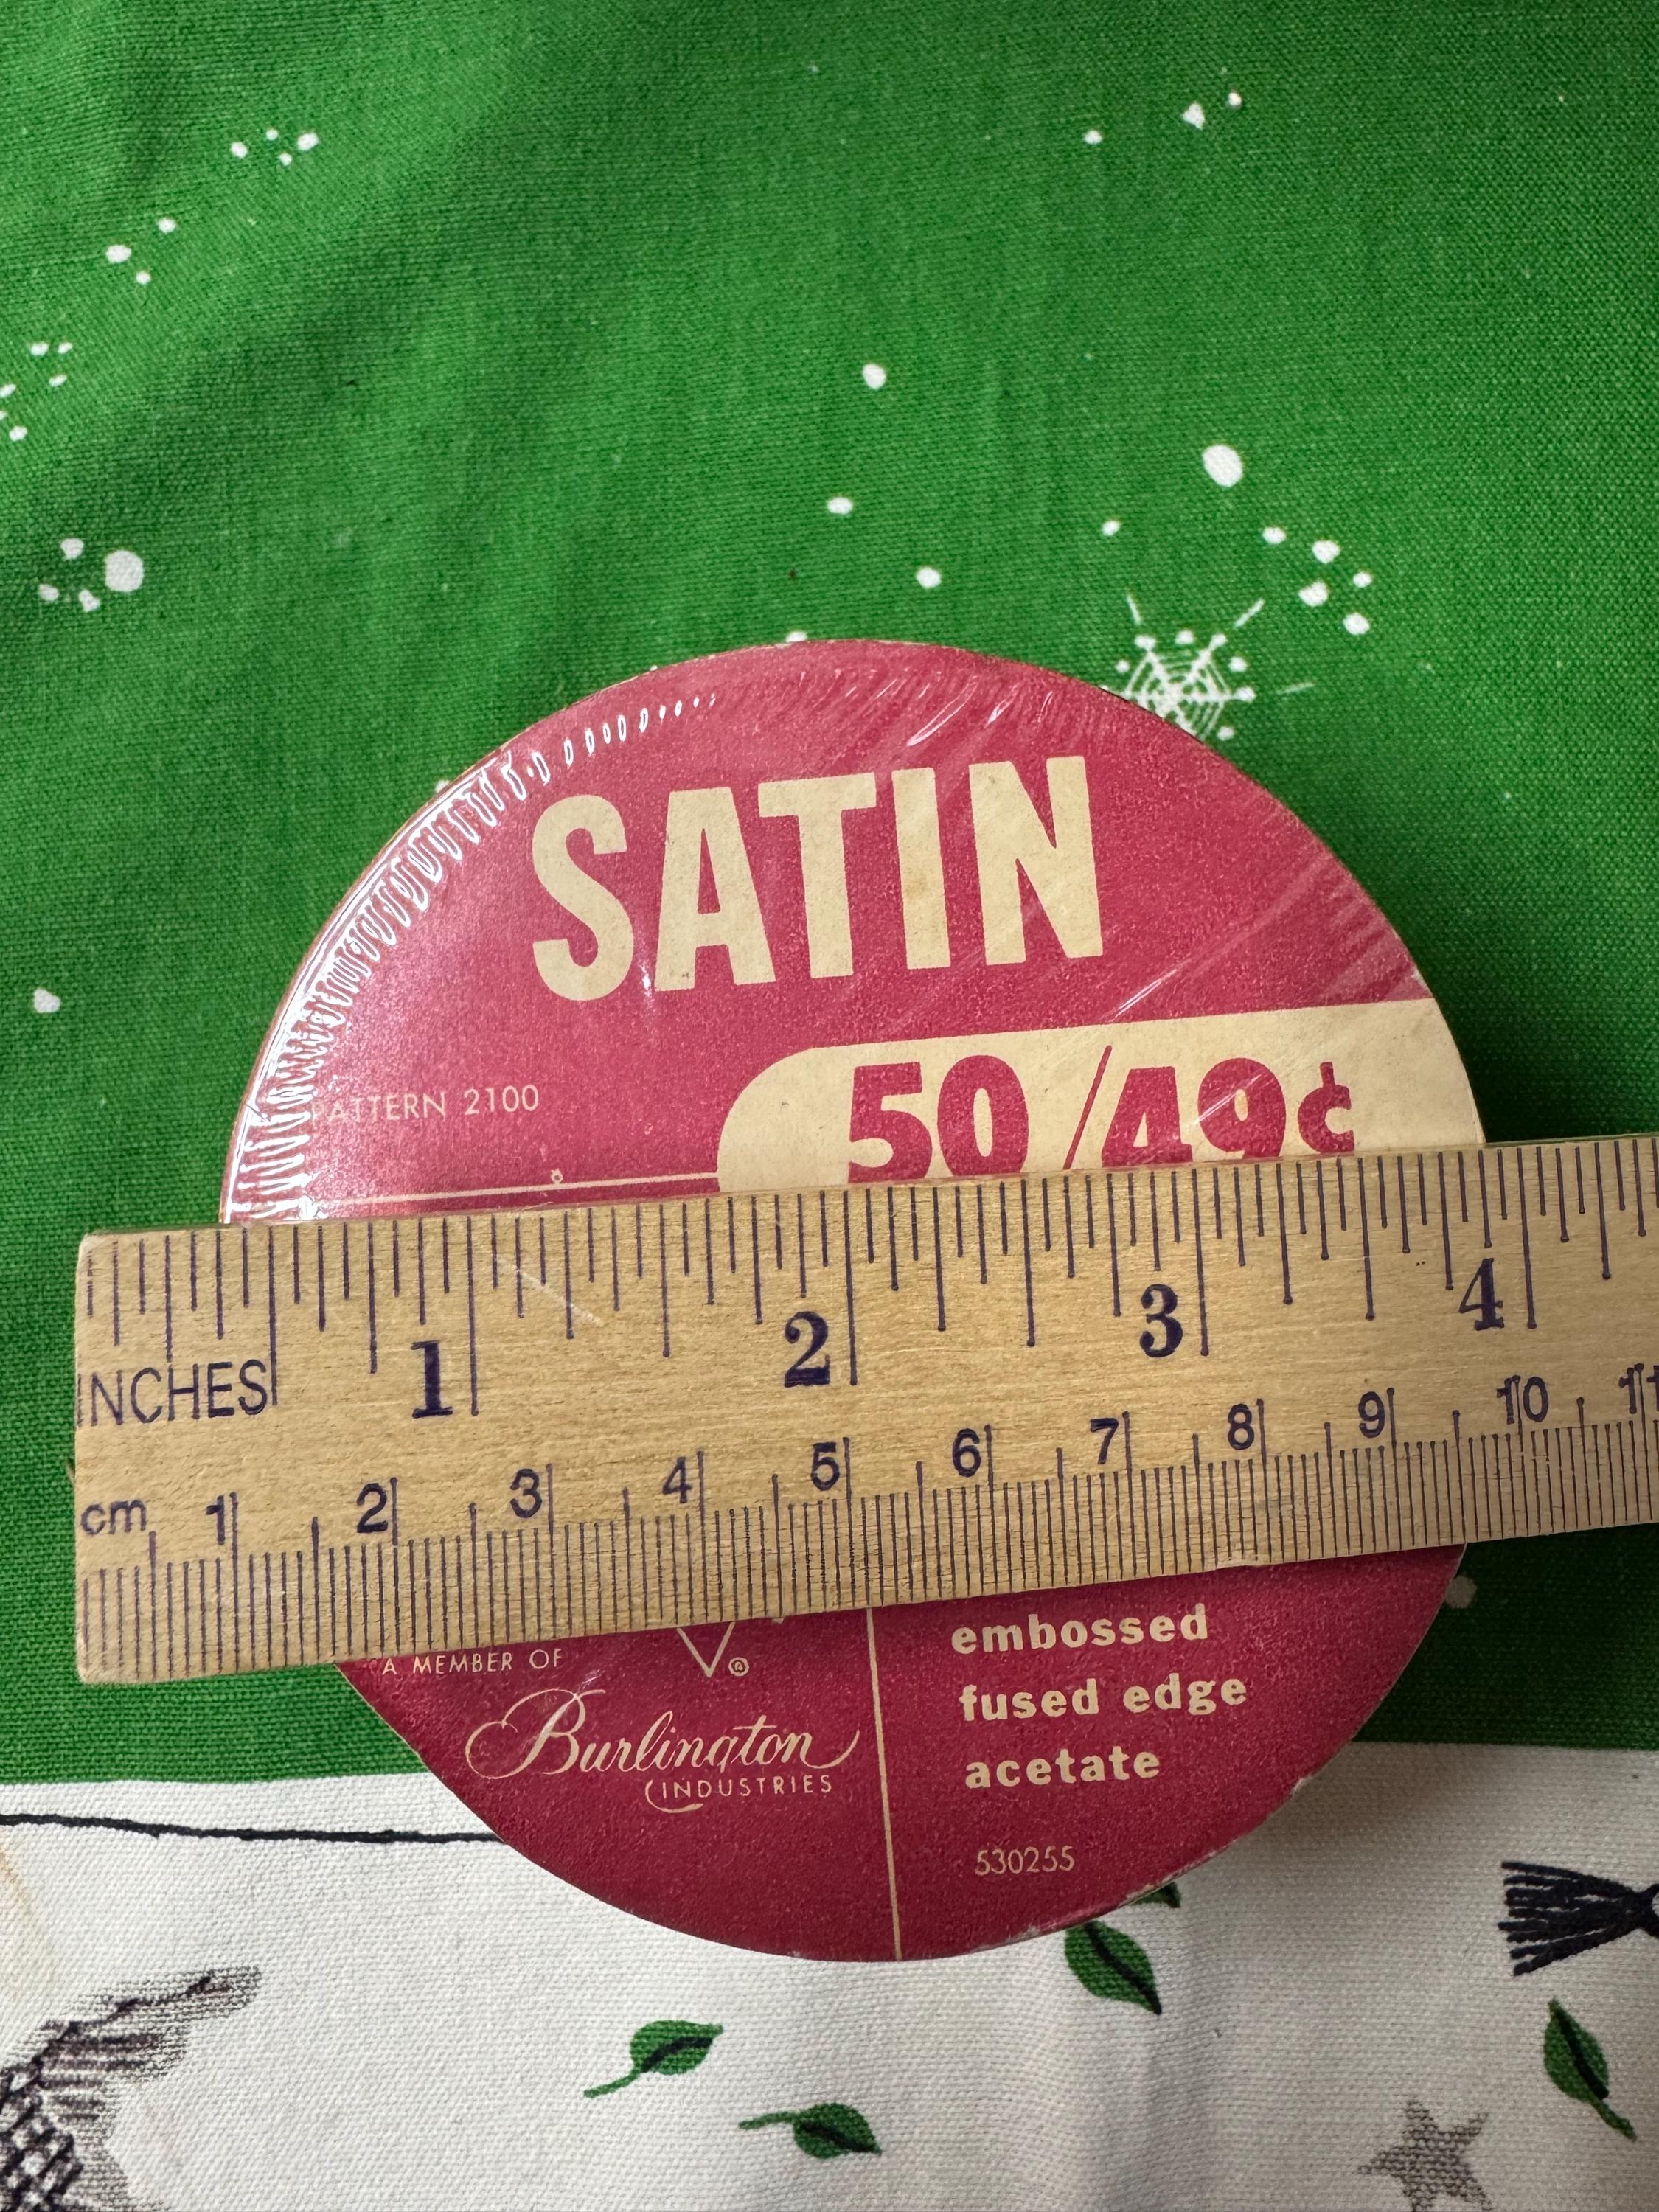 SATIN
PATTERN 2100
50/49¢
1 2 3 4
INCHES
cm 1 2 3 4 5 6 7 8 9 10 11
A MEMBER OF
V®
Burlington
INDUSTRIES
embossed
fused edge
acetate
530255